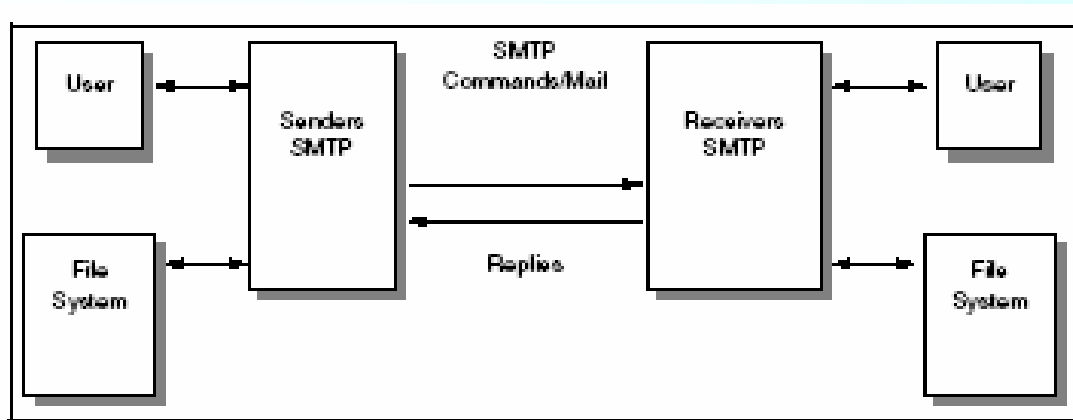 User
Senders
SMTP
SMTP
Commands/Mail
Receivers
SMTP
User
File
System
Replies
File
System